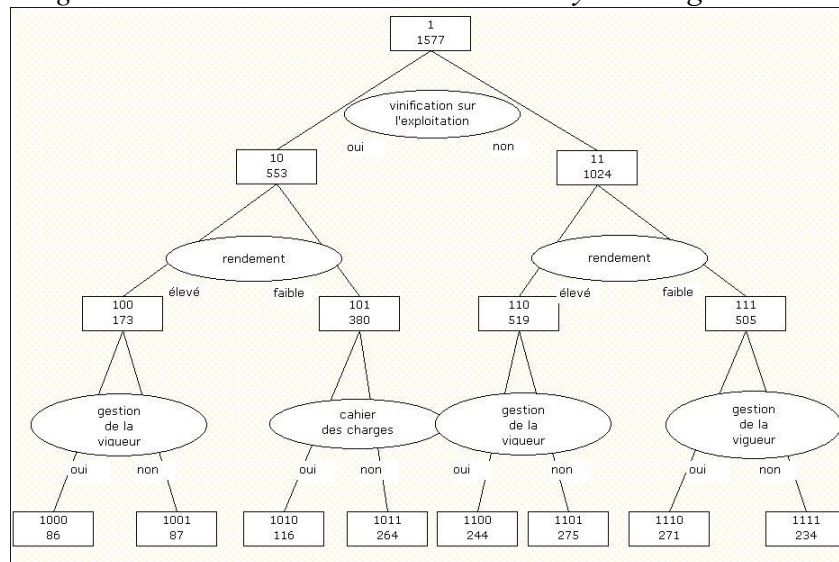 1
1577
vinification sur
l'exploitation
oui non
10 11
553 1024
rendement rendement
élevé faible élevé faible
100 101 110 111
173 380 519 505
gestion
de la
vigueur
cahier
des charges
gestion
de la
vigueur
gestion
de la
vigueur
oui non oui non oui non oui non
1000 1001 1010 1011 1100 1101 1110 1111
86 87 116 264 244 275 271 234